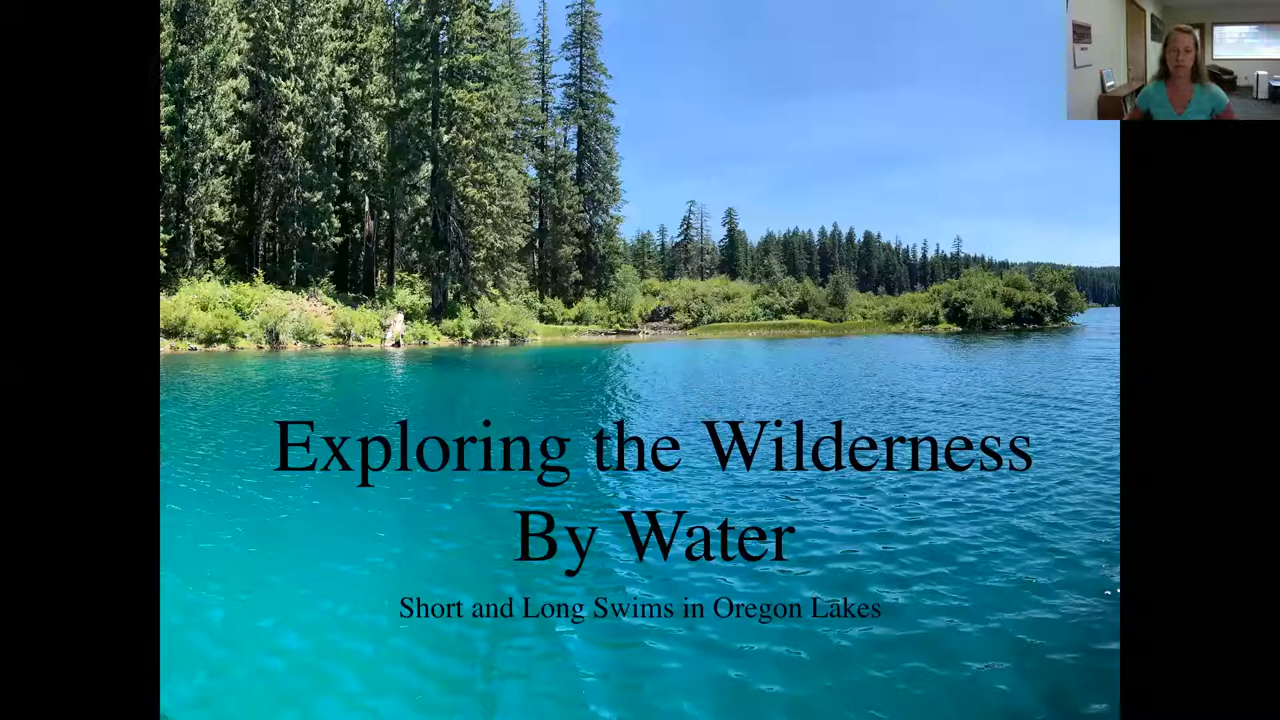 Exploring the Wilderness
By Water
Short and Long Swims in Oregon Lakes